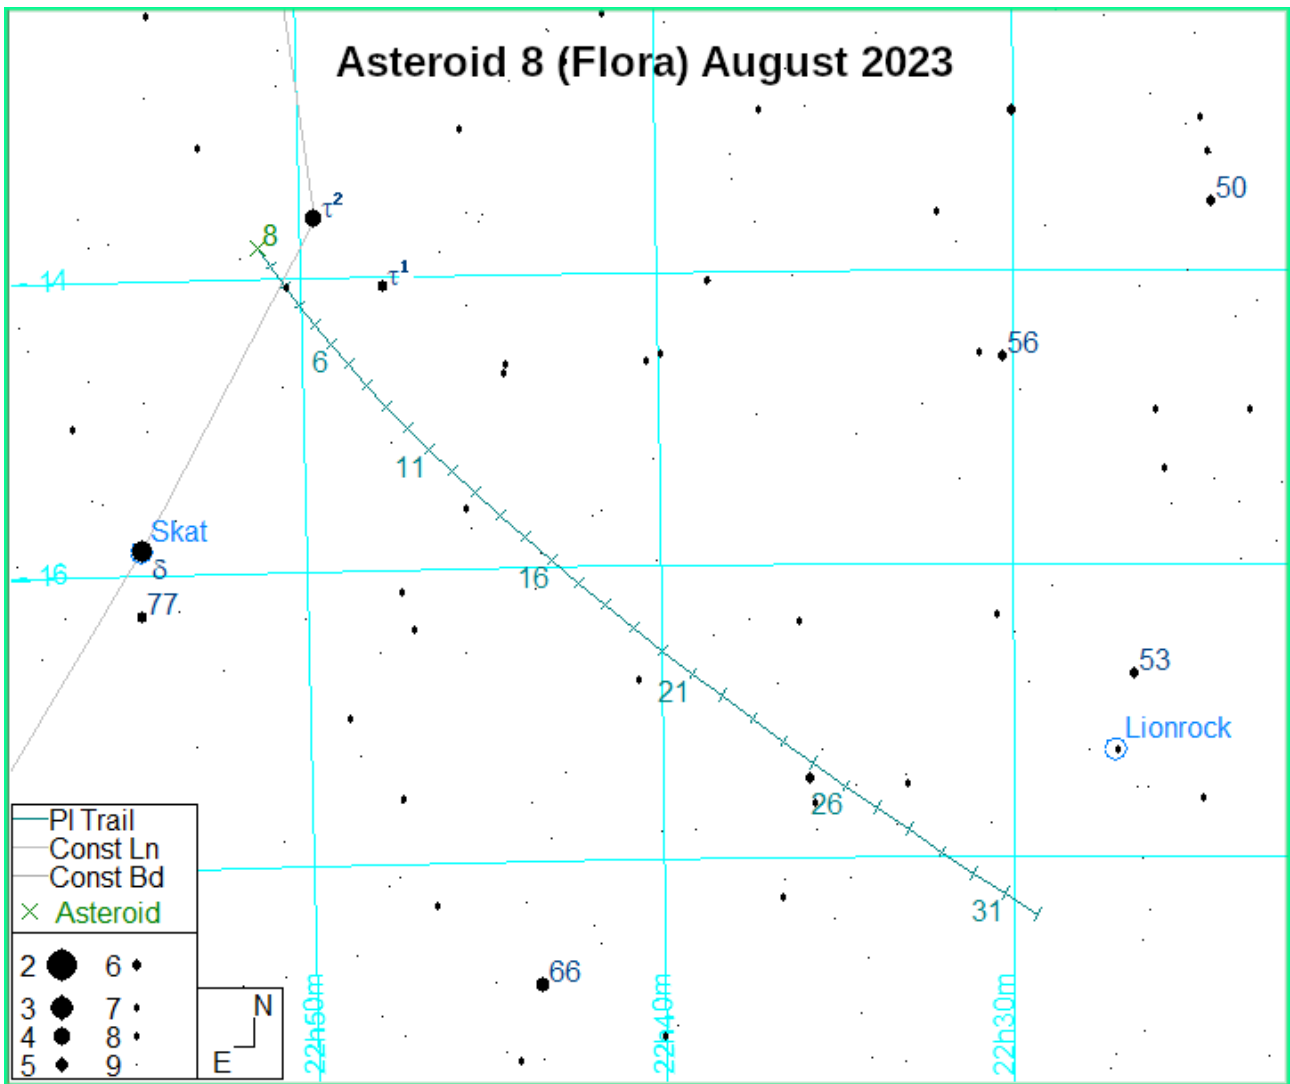 Asteroid 8 (Flora) August 2023
50
τ²
8
τ¹
14
56
6
11
Skat
δ
16
16
77
53
21
Lionrock
26
Pl Trail
Const Ln
Const Bd
Asteroid
31
2 6
3 7
4 8
5 9
N
E
66
22h50m
22h40m
22h30m